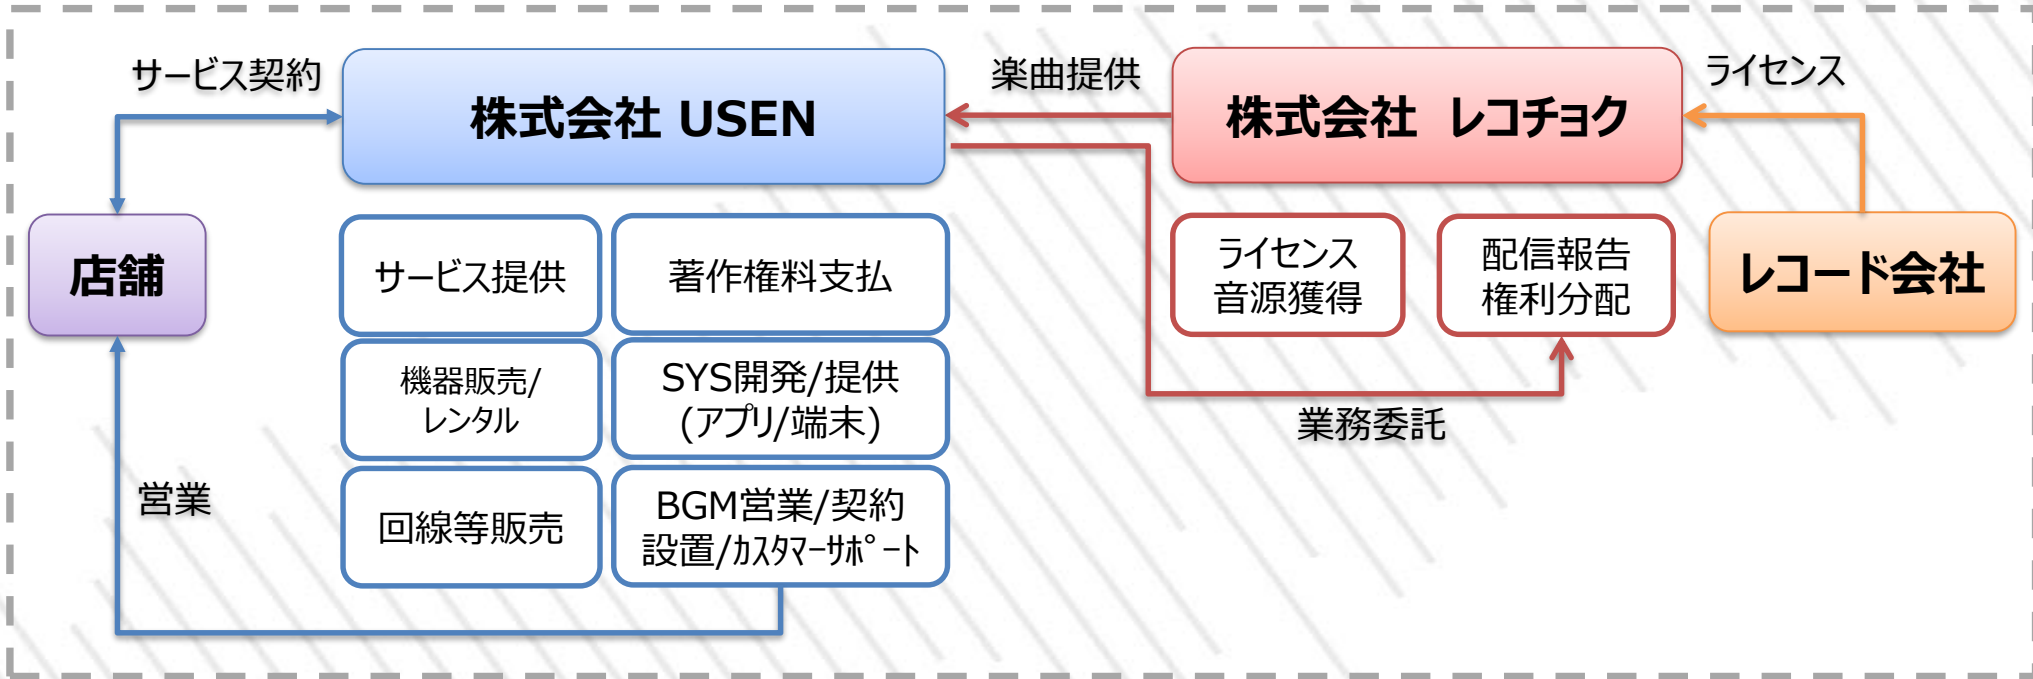 サービス契約
株式会社 USEN
楽曲提供
株式会社 レコチョク
ライセンス
店舗
サービス提供
著作権料支払
ライセンス
音源獲得
配信報告
権利分配
レコード会社
機器販売/
レンタル
SYS開発/提供
(アプリ/端末)
業務委託
営業
回線等販売
BGM営業/契約
設置/ｶｽﾀﾏｰｻﾎﾟｰﾄ